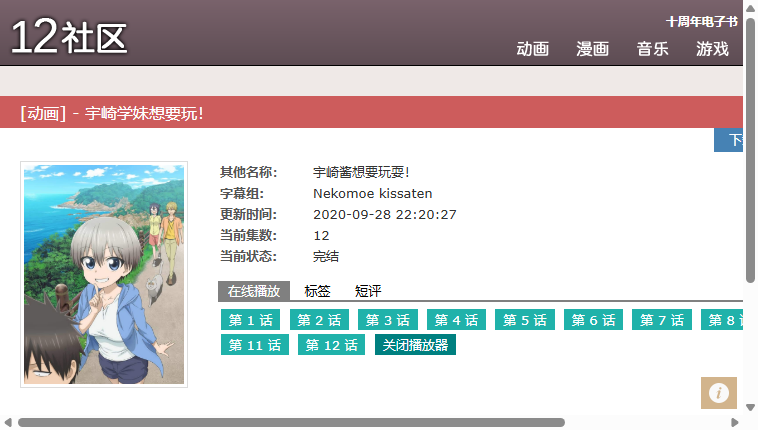 12社区
十周年电子书
动画 漫画 音乐 游戏
[动画] - 宇崎学妹想要玩!
下
其他名称: 宇崎酱想要玩耍!
字幕组: Nekomoe kissaten
更新时间: 2020-09-28 22:20:27
当前集数: 12
当前状态: 完结
在线播放 标签 短评
第 1 话 第 2 话 第 3 话 第 4 话 第 5 话 第 6 话 第 7 话 第 8
第 11 话 第 12 话 关闭播放器